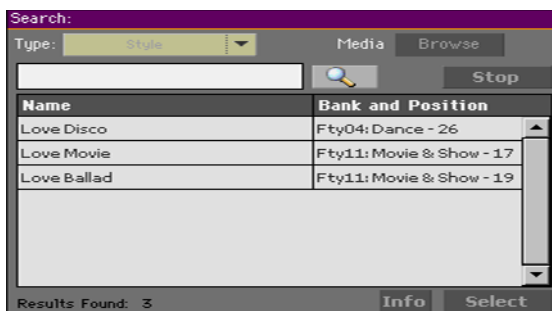 Search:
Type: Style Media Browse
Stop
Name Bank and Position
Love Disco Fty04: Dance - 26
Love Movie Fty11: Movie & Show - 17
Love Ballad Fty11: Movie & Show - 19
Results Found: 3 Info Select